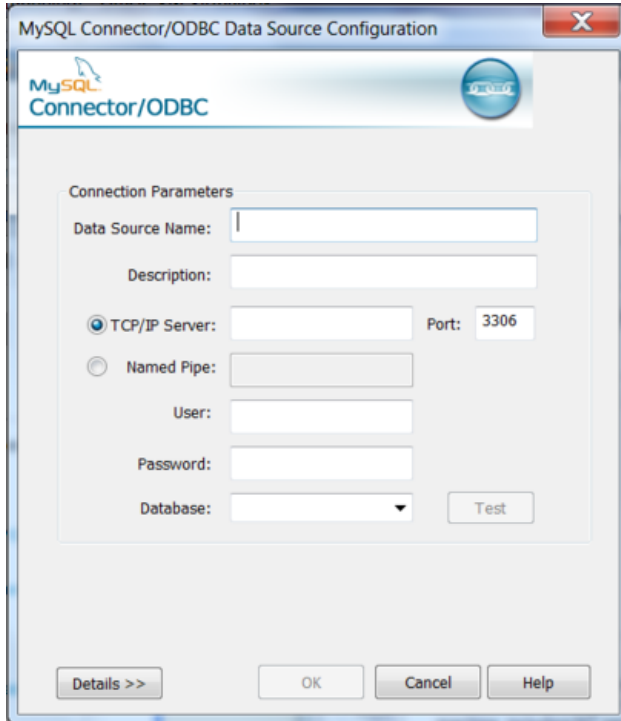 MySQL Connector/ODBC Data Source Configuration
MySQL
Connector/ODBC
Connection Parameters
Data Source Name:
Description:
TCP/IP Server: Port: 3306
Named Pipe:
User:
Password:
Database: Test
Details >> OK Cancel Help